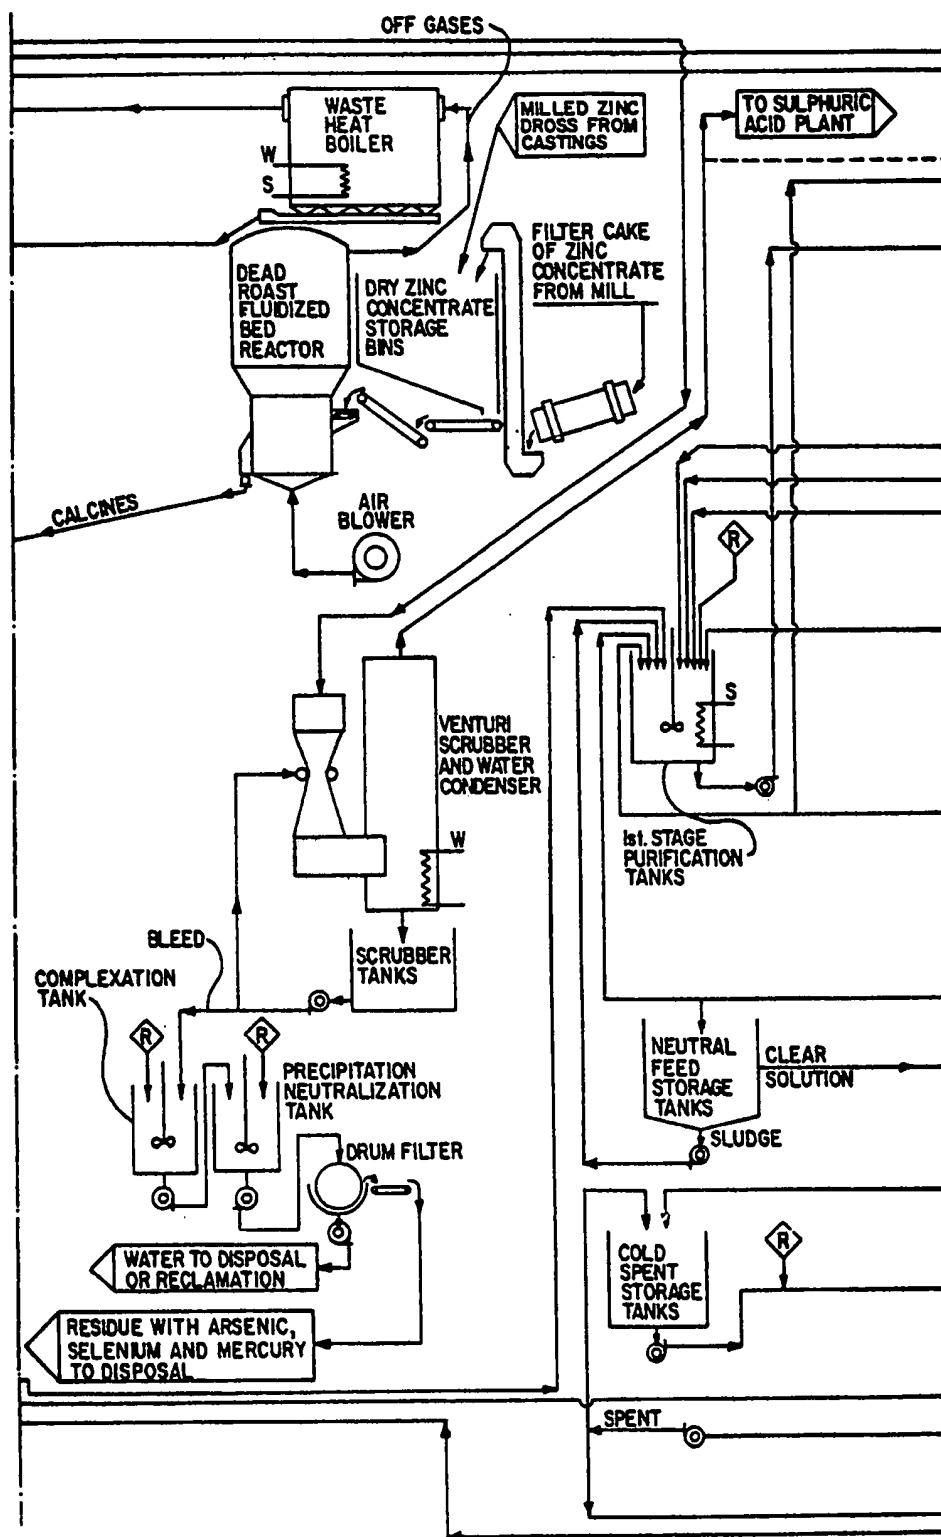 OFF GASES
WASTE
HEAT
BOILER
W
S
MILLED ZINC
DROSS FROM
CASTINGS
TO SULPHURIC
ACID PLANT
DEAD
ROAST
FLUIDIZED
BED
REACTOR
DRY ZINC
CONCENTRATE
STORAGE
BINS
FILTER CAKE
OF ZINC
CONCENTRATE
FROM MILL
CALCINES
AIR
BLOWER
R
S
VENTURI
SCRUBBER
AND WATER
CONDENSER
W
1st. STAGE
PURIFICATION
TANKS
BLEED
SCRUBBER
TANKS
COMPLEXATION
TANK
R
R
PRECIPITATION
NEUTRALIZATION
TANK
NEUTRAL
FEED
STORAGE
TANKS
CLEAR
SOLUTION
SLUDGE
DRUM FILTER
WATER TO DISPOSAL
OR RECLAMATION
COLD
SPENT
STORAGE
TANKS
R
RESIDUE WITH ARSENIC,
SELENIUM AND MERCURY
TO DISPOSAL
SPENT